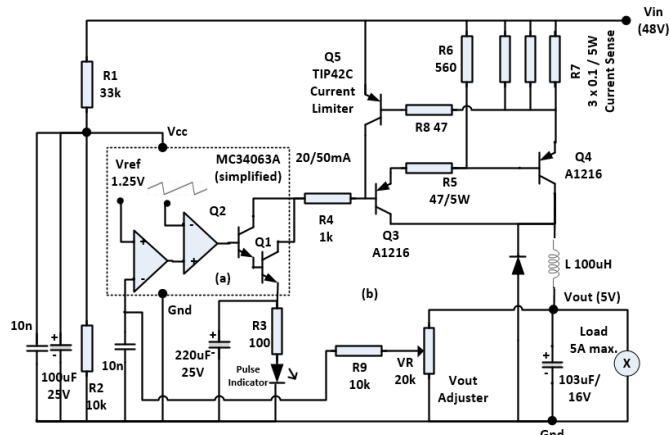 Vin
(48V)
Q5
TIP42C
Current
Limiter
R6
560
R7
3 x 0.1 / 5W
Current Sense
R1
33k
R8 47
Vcc
Vref
1.25V
MC34063A
(simplified)
20/50mA
Q4
A1216
Q2
R5
47/5W
R4
1k
Q3
A1216
Q1
+
-
-
+
(a)
(b)
L 100uH
Gnd
Vout (5V)
10n
+
-
100uF
25V
R2
10k
10n
+
-
220uF
25V
R3
100
Pulse
Indicator
R9
10k
VR
20k
Vout
Adjuster
Load
5A max.
X
+
-
103uF/
16V
Gnd